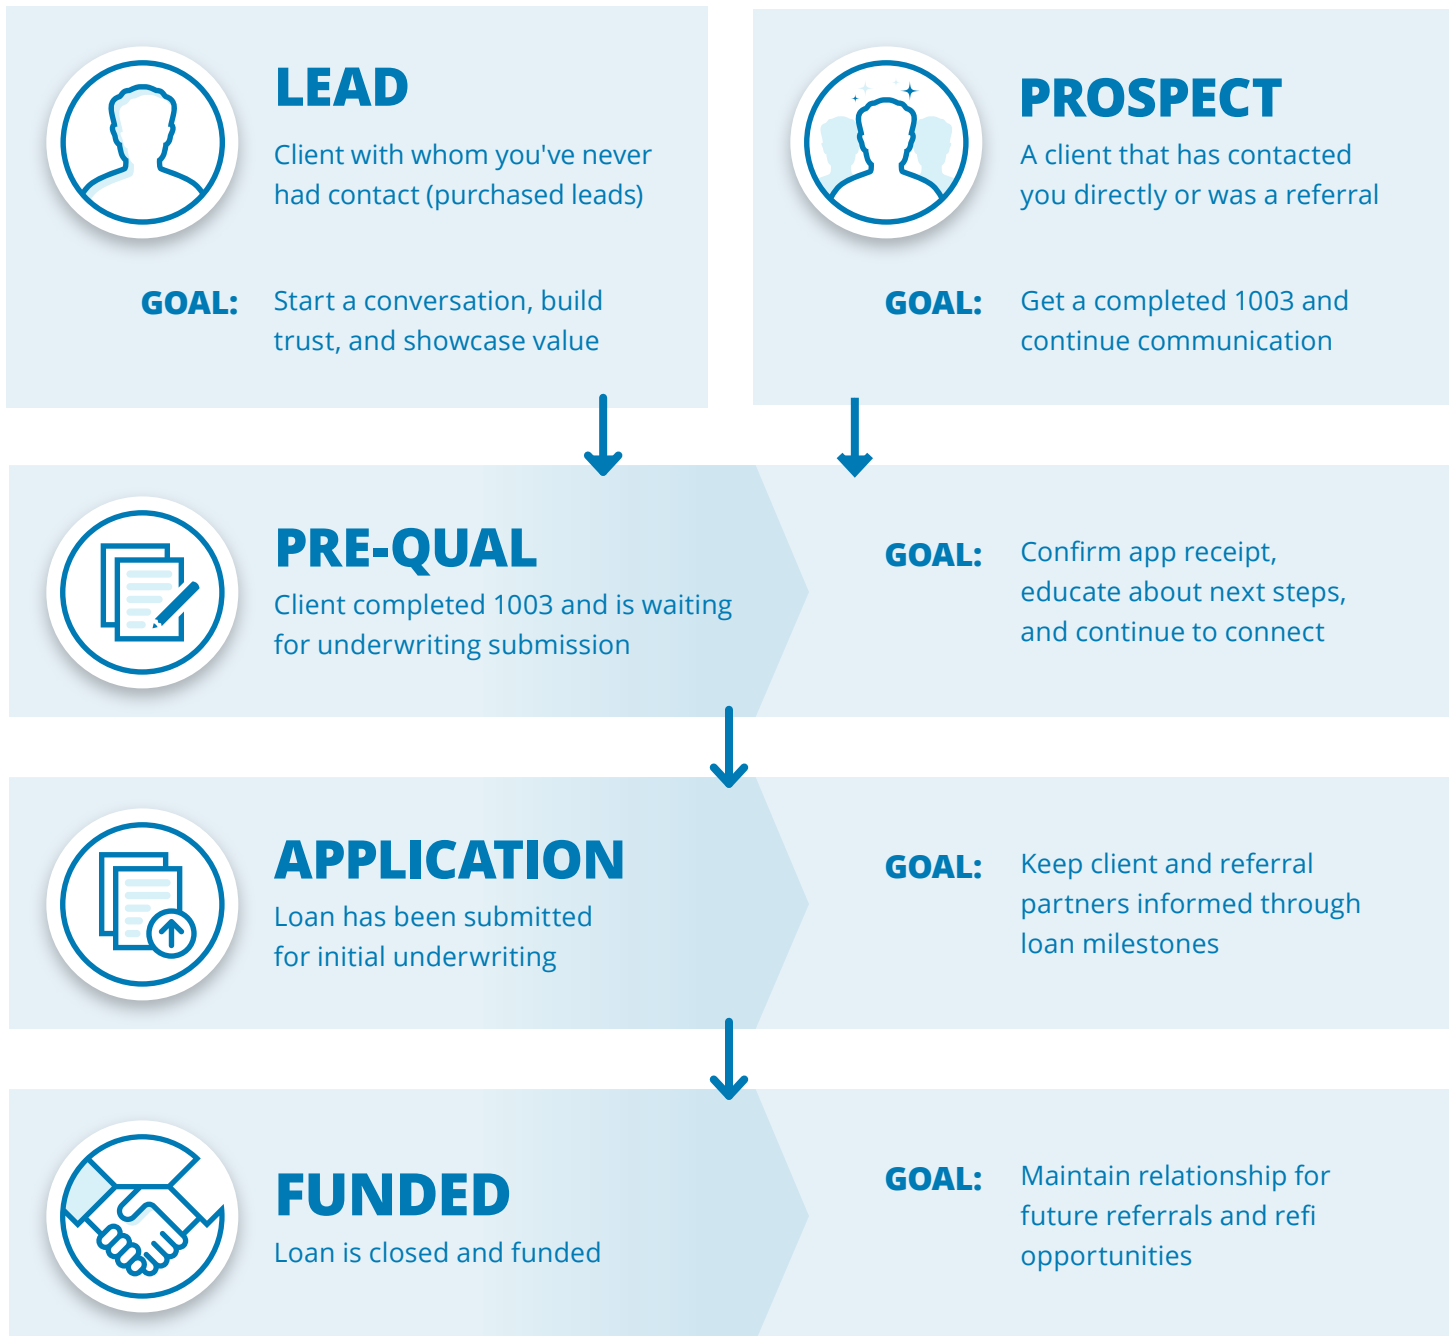 LEAD
Client with whom you've never
had contact (purchased leads)
GOAL: Start a conversation, build
trust, and showcase value
PROSPECT
A client that has contacted
you directly or was a referral
GOAL: Get a completed 1003 and
continue communication
PRE-QUAL
Client completed 1003 and is waiting
for underwriting submission
GOAL: Confirm app receipt,
educate about next steps,
and continue to connect
APPLICATION
Loan has been submitted
for initial underwriting
GOAL: Keep client and referral
partners informed through
loan milestones
FUNDED
Loan is closed and funded
GOAL: Maintain relationship for
future referrals and refi
opportunities